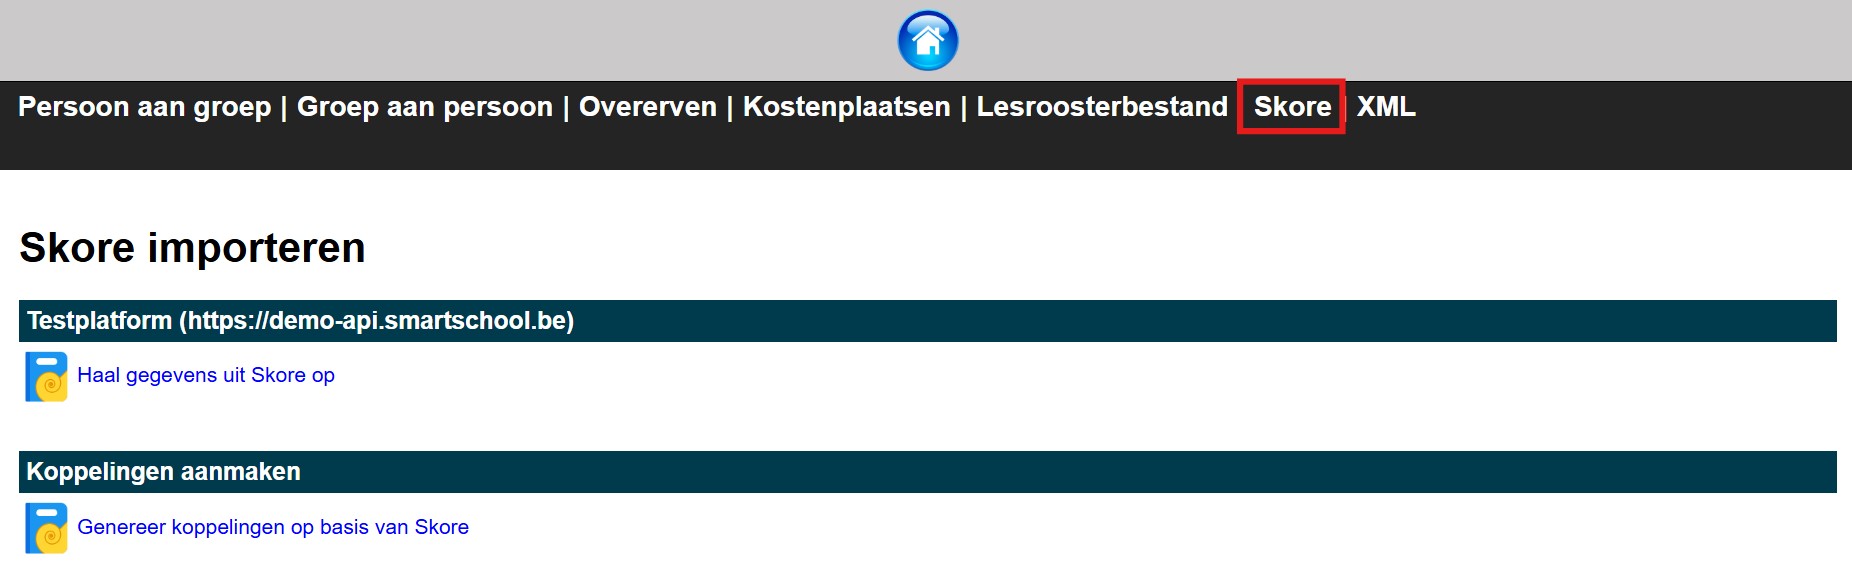 Persoon aan groep | Groep aan persoon | Overerven | Kostenplaatsen | Lesroosterbestand Skore | XML
Skore importeren
Testplatform (https://demo-api.smartschool.be)
Haal gegevens uit Skore op
Koppelingen aanmaken
Genereer koppelingen op basis van Skore